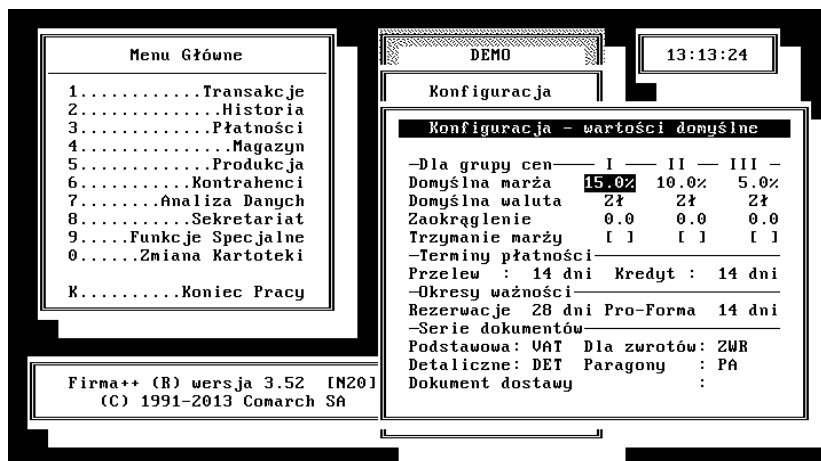 Menu Główne
1............Transakcje
2..............Historia
3.............Płatności
4...............Magazyn
5.............Produkcja
6...........Kontrahenci
7........Analiza Danych
8...........Sekretariat
9.....Funkcje Specjalne
0......Zmiana Kartoteki
K..........Koniec Pracy
DEMO
13:13:24
Konfiguracja
Konfiguracja - wartości domyślne
Dla grupy cen I II III
Domyślna marża 15.0% 10.0% 5.0%
Domyślna waluta Zł Zł Zł
Zaokrąglenie 0.0 0.0 0.0
Trzymanie marży [ ] [ ] [ ]
Terminy płatności
Przelew : 14 dni Kredyt : 14 dni
Okresy ważności
Rezerwacje 28 dni Pro-Forma 14 dni
Serie dokumentów
Podstawowa: VAT Dla zwrotów: ZWR
Detaliczne: DET Paragony : PA
Dokument dostawy :
Firma++ (R) wersja 3.52 [N20]
(C) 1991-2013 Comarch SA